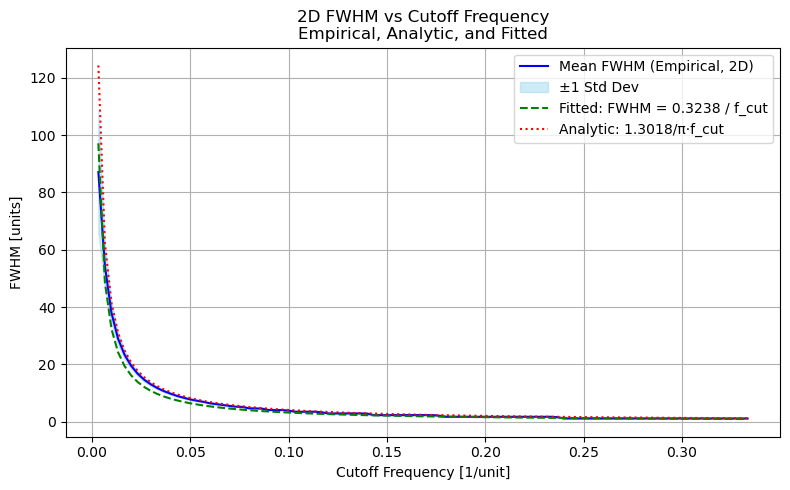 2D FWHM vs Cutoff Frequency
Empirical, Analytic, and Fitted
Mean FWHM (Empirical, 2D)
±1 Std Dev
Fitted: FWHM = 0.3238 / f_cut
Analytic: 1.3018/π·f_cut
FWHM [units]
120
100
80
60
40
20
0
0.00 0.05 0.10 0.15 0.20 0.25 0.30
Cutoff Frequency [1/unit]